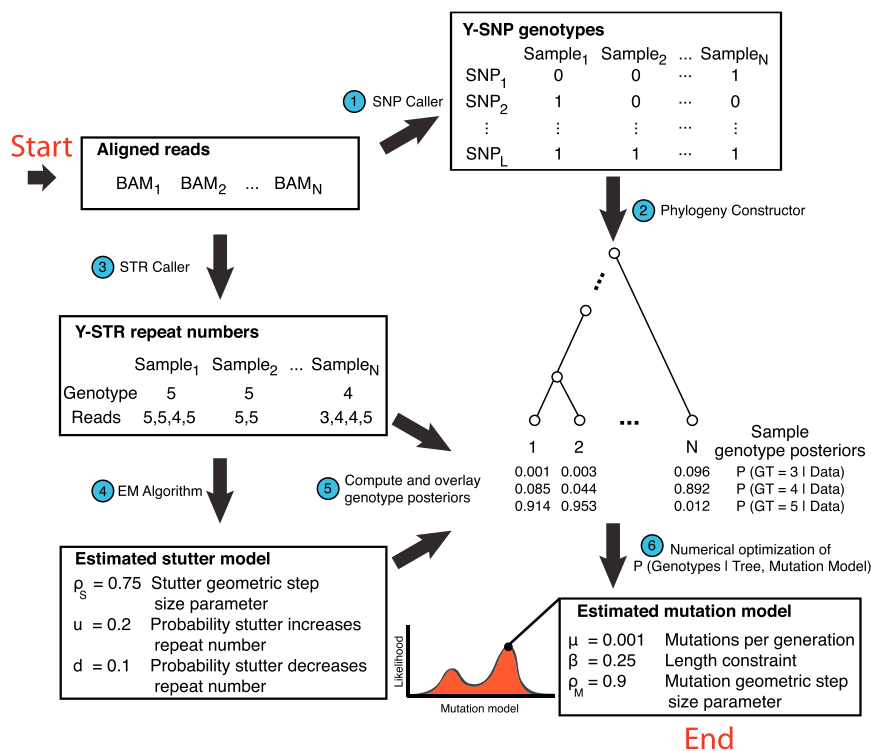 Start
Aligned reads
BAM1 BAM2 ... BAMN
1 SNP Caller
Y-SNP genotypes
Sample1 Sample2 ... SampleN
SNP1 0 0 ... 1
SNP2 1 0 ... 0
⋮ ⋮ ⋮ ⋮
SNPL 1 1 ... 1
2 Phylogeny Constructor
3 STR Caller
Y-STR repeat numbers
Sample1 Sample2 ... SampleN
Genotype 5 5 4
Reads 5,5,4,5 5,5 3,4,4,5
4 EM Algorithm
5 Compute and overlay
genotype posteriors
...
...
1 2 N
Sample
genotype posteriors
0.001 0.003 0.096 P (GT = 3 | Data)
0.085 0.044 0.892 P (GT = 4 | Data)
0.914 0.953 0.012 P (GT = 5 | Data)
Estimated stutter model
ρS = 0.75 Stutter geometric step
size parameter
u = 0.2 Probability stutter increases
repeat number
d = 0.1 Probability stutter decreases
repeat number
6 Numerical optimization of
P (Genotypes | Tree, Mutation Model)
Likelihood
Mutation model
Estimated mutation model
μ = 0.001 Mutations per generation
β = 0.25 Length constraint
ρM = 0.9 Mutation geometric step
size parameter
End